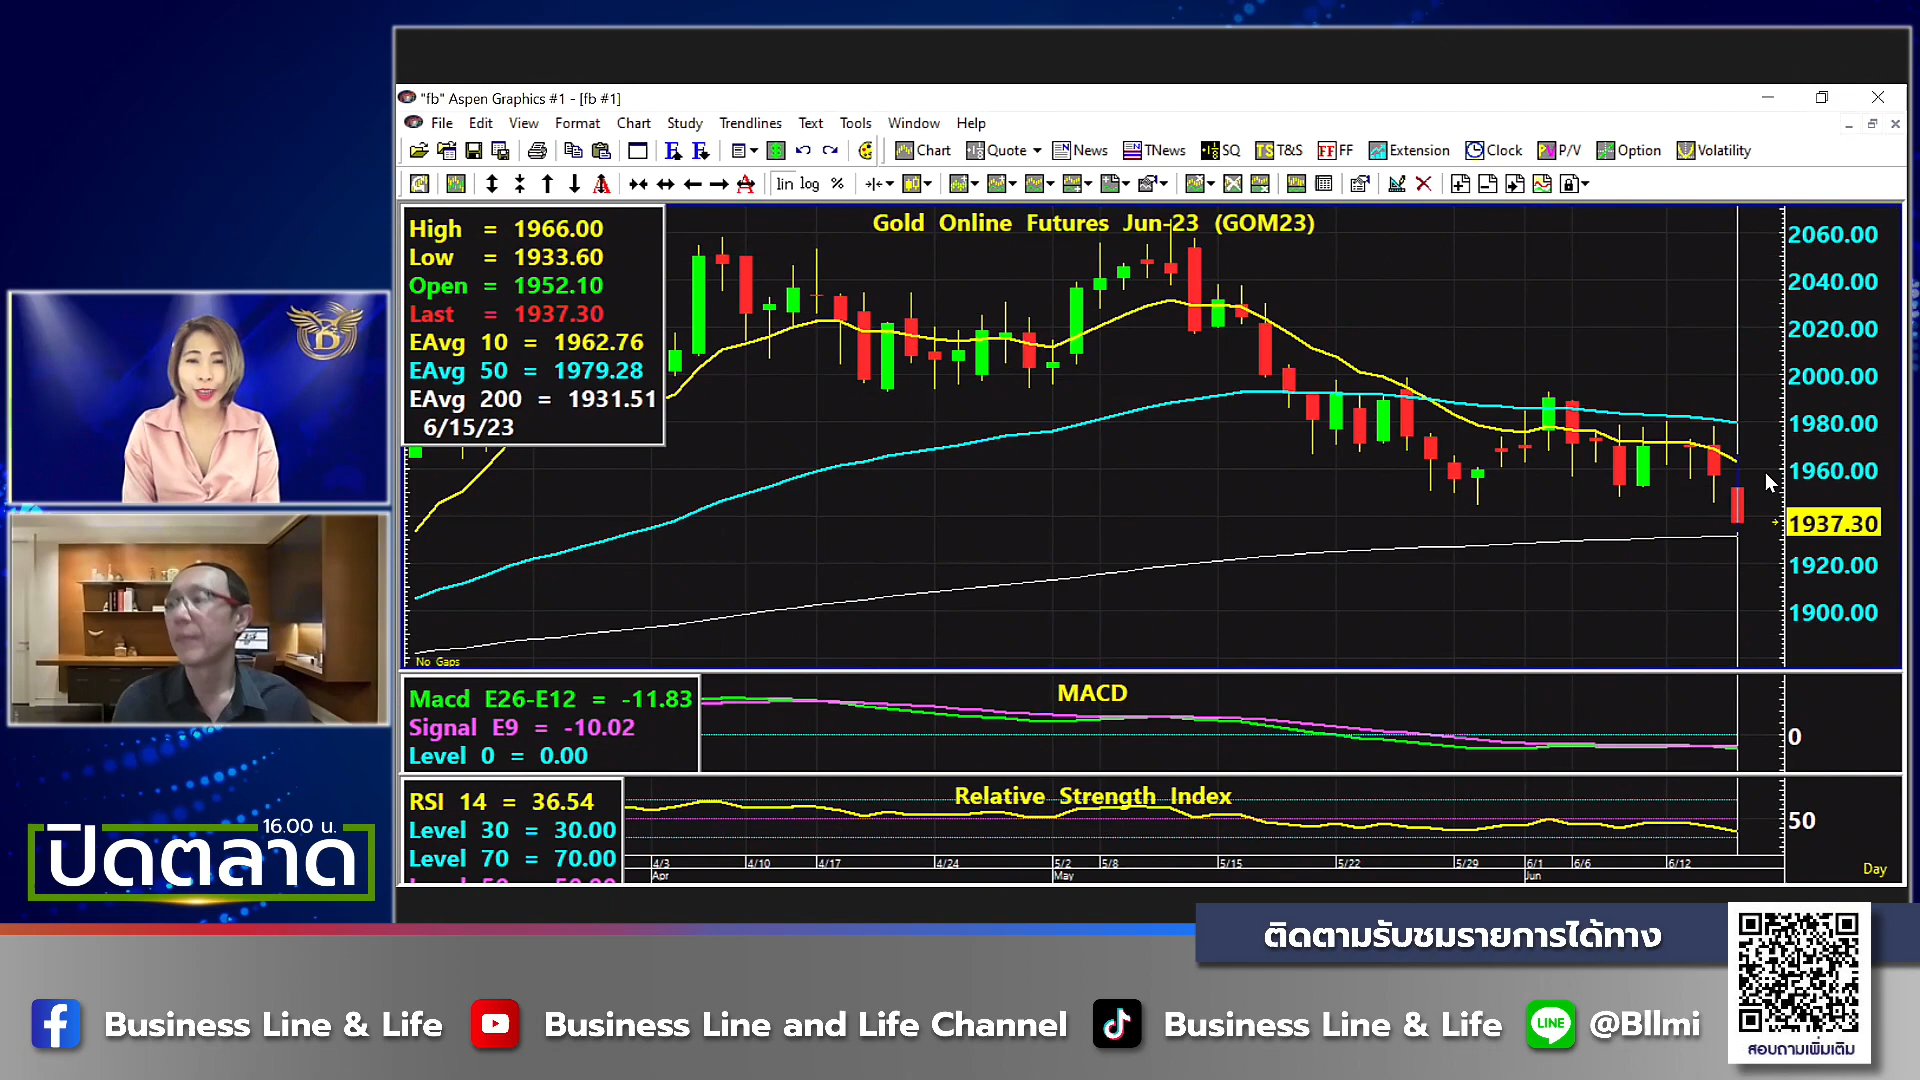 "fb" Aspen Graphics #1 - [fb #1]
File Edit View Format Chart Study Trendlines Text Tools Window Help
Chart Quote News TNews SQ T&S FF Extension Clock P/V Option Volatility
lin log %
Gold Online Futures Jun-23 (GOM23)
High = 1966.00
Low = 1933.60
Open = 1952.10
Last = 1937.30
EAvg 10 = 1962.76
EAvg 50 = 1979.28
EAvg 200 = 1931.51
6/15/23
2060.00
2040.00
2020.00
2000.00
1980.00
1960.00
1937.30
1920.00
1900.00
No Gaps
MACD
Macd E26-E12 = -11.83
Signal E9 = -10.02
Level 0 = 0.00
0
Relative Strength Index
RSI 14 = 36.54
Level 30 = 30.00
Level 70 = 70.00
50
4/3 4/10 4/17 4/24 5/2 5/8 5/15 5/22 5/29 6/1 6/6 6/12
Apr May Jun
Day
16.00 น.
ปิดตลาด
ติดตามรับชมรายการได้ทาง
Business Line & Life
Business Line and Life Channel
Business Line & Life
LINE @Bllmi
สอบถามเพิ่มเติม